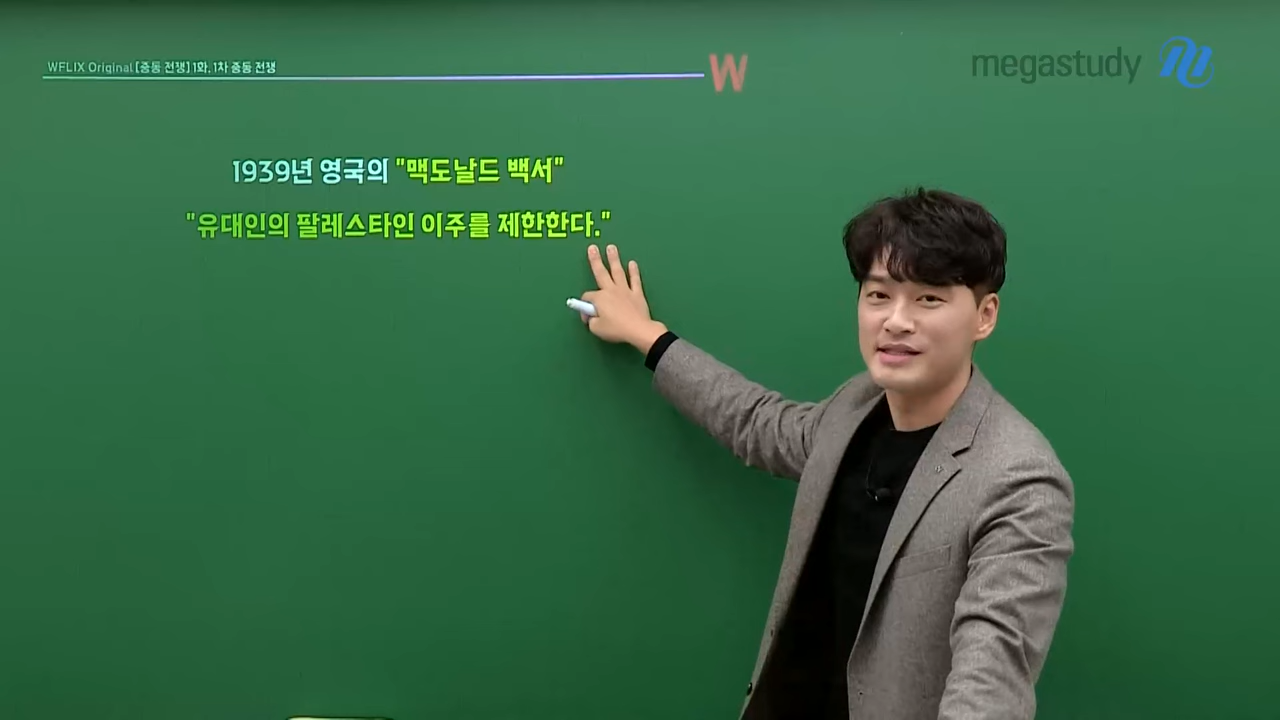 WFLIX Original [중동 전쟁] 1화. 1차 중동 전쟁
W
megastudy
1939년 영국의 "맥도날드 백서"
"유대인의 팔레스타인 이주를 제한한다."